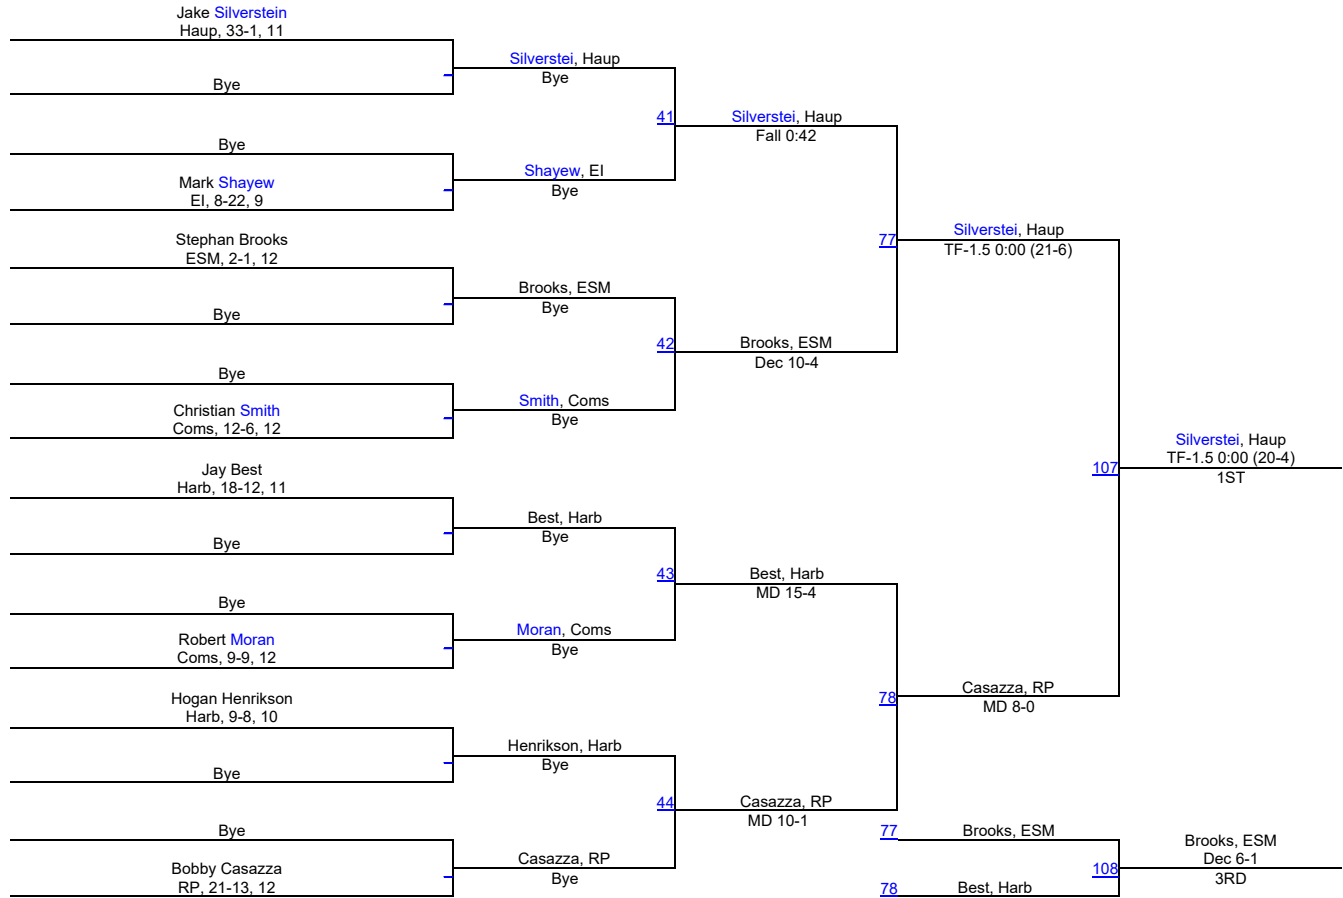 Jake Silverstein
Haup, 33-1, 11
Bye
Bye
Mark Shayew
EI, 8-22, 9
Stephan Brooks
ESM, 2-1, 12
Bye
Bye
Christian Smith
Coms, 12-6, 12
Jay Best
Harb, 18-12, 11
Bye
Bye
Robert Moran
Coms, 9-9, 12
Hogan Henrikson
Harb, 9-8, 10
Bye
Bye
Bobby Casazza
RP, 21-13, 12
Silverstei, Haup
Bye
Shayew, EI
Bye
Brooks, ESM
Bye
Smith, Coms
Bye
Best, Harb
Bye
Moran, Coms
Bye
Henrikson, Harb
Bye
Casazza, RP
Bye
41
Silverstei, Haup
Fall 0:42
42
Brooks, ESM
Dec 10-4
43
Best, Harb
MD 15-4
44
Casazza, RP
MD 10-1
77
Silverstei, Haup
TF-1.5 0:00 (21-6)
78
Casazza, RP
MD 8-0
107
Silverstei, Haup
TF-1.5 0:00 (20-4)
1ST
77
Brooks, ESM
78
Best, Harb
108
Brooks, ESM
Dec 6-1
3RD